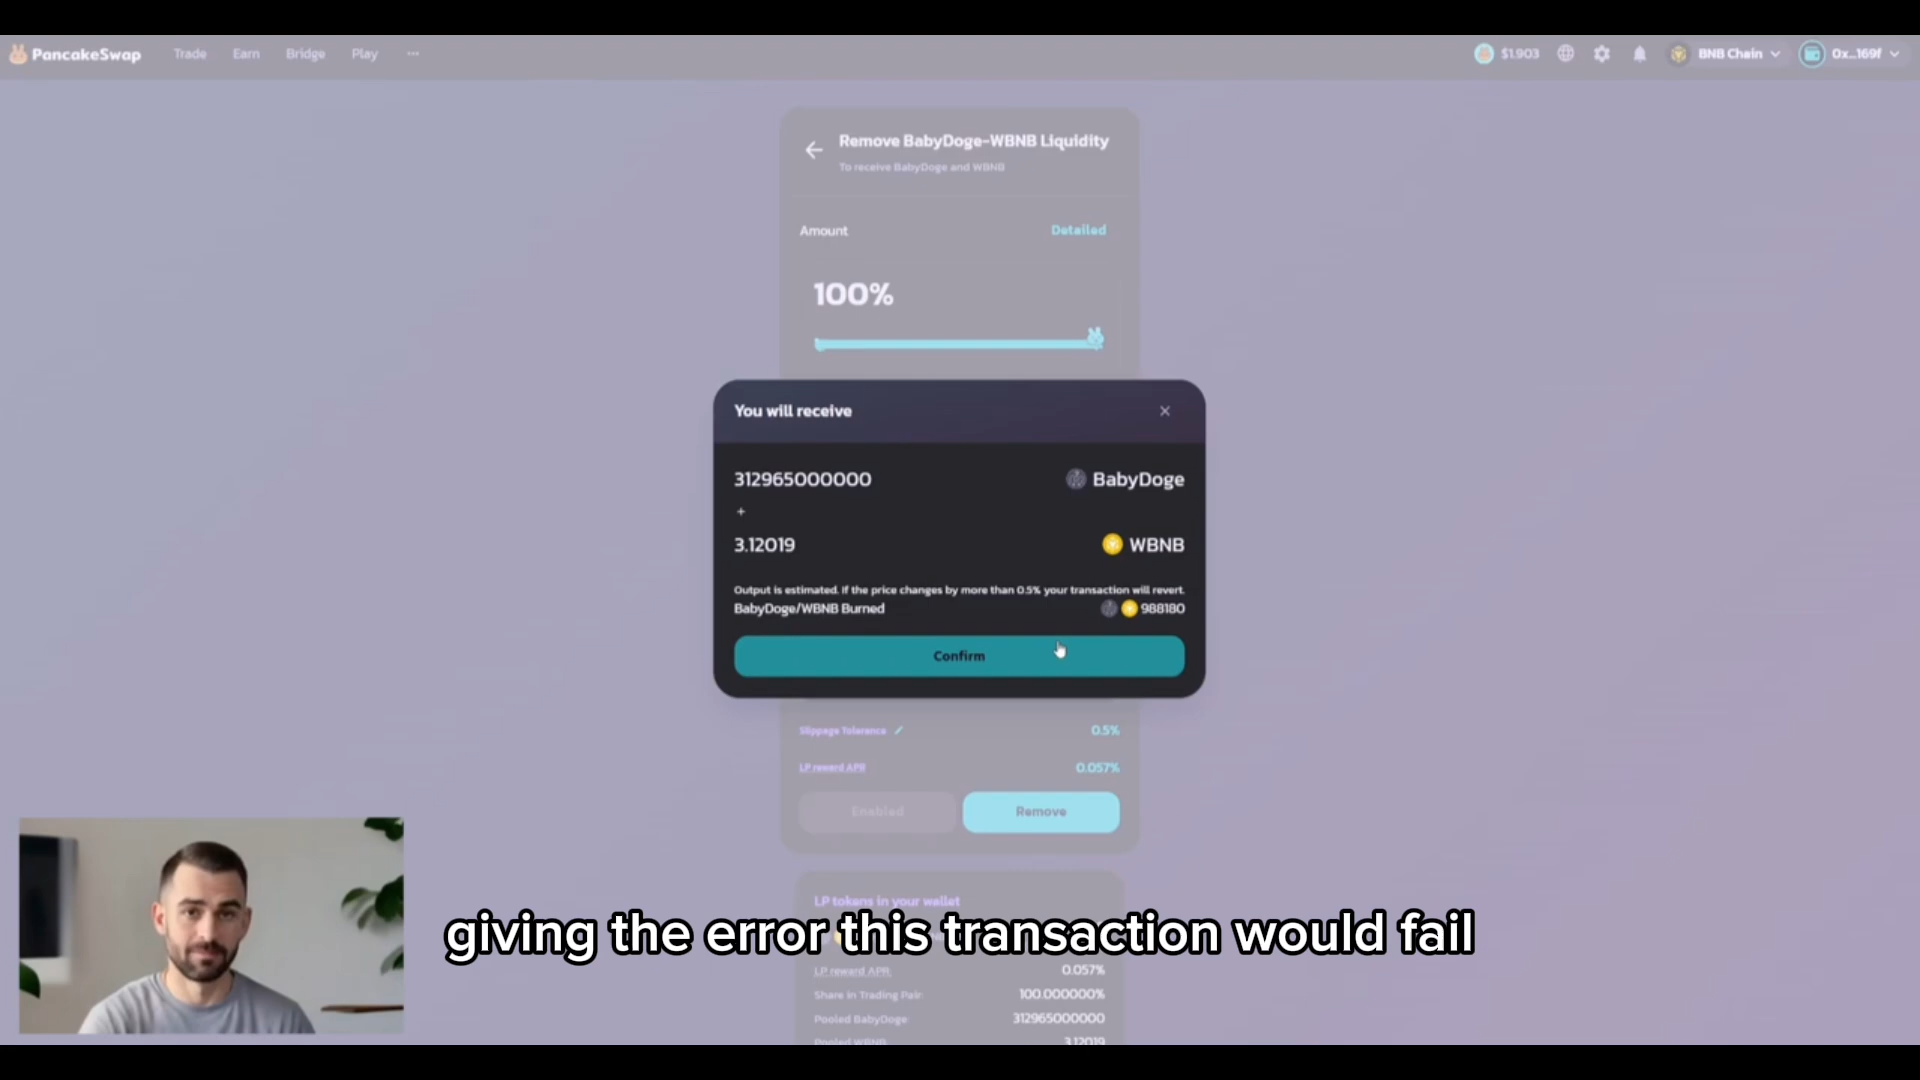 PancakeSwap Trade Earn Bridge Play ... $1.903 BNB Chain 0x...169f
Remove BabyDoge-WBNB Liquidity
To receive BabyDoge and WBNB
Amount Detailed
100%
You will receive
312965000000 BabyDoge
+
3.12019 WBNB
Output is estimated. If the price changes by more than 0.5% your transaction will revert.
BabyDoge/WBNB Burned 988180
Confirm
Slippage Tolerance 0.5%
LP reward APR 0.057%
Enabled Remove
LP tokens in your wallet
giving the error this transaction would fail
LP reward APR: 0.057%
Share in Trading Pair: 100.000000%
Pooled BabyDoge: 312965000000
Pooled WBNB: 3.12019